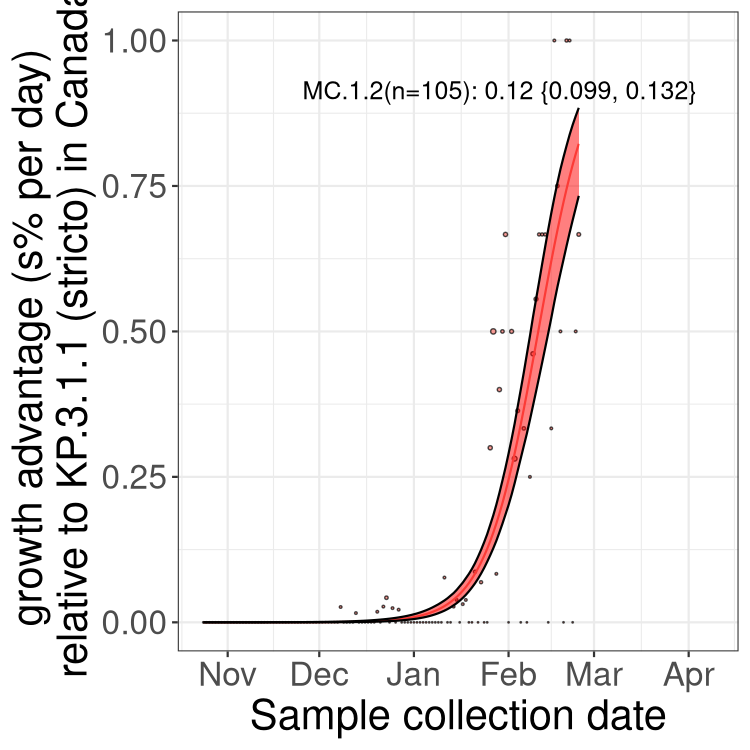 growth advantage (s% per day)
relative to KP.3.1.1 (stricto) in Canada
1.00
0.75
0.50
0.25
0.00
MC.1.2(n=105): 0.12 {0.099, 0.132}
Nov Dec Jan Feb Mar Apr
Sample collection date